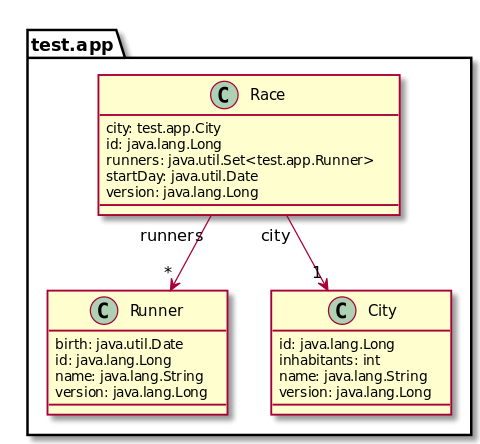 test.app
C Race
city: test.app.City
id: java.lang.Long
runners: java.util.Set<test.app.Runner>
startDay: java.util.Date
version: java.lang.Long
runners
city
*
1
C Runner
birth: java.util.Date
id: java.lang.Long
name: java.lang.String
version: java.lang.Long
C City
id: java.lang.Long
inhabitants: int
name: java.lang.String
version: java.lang.Long